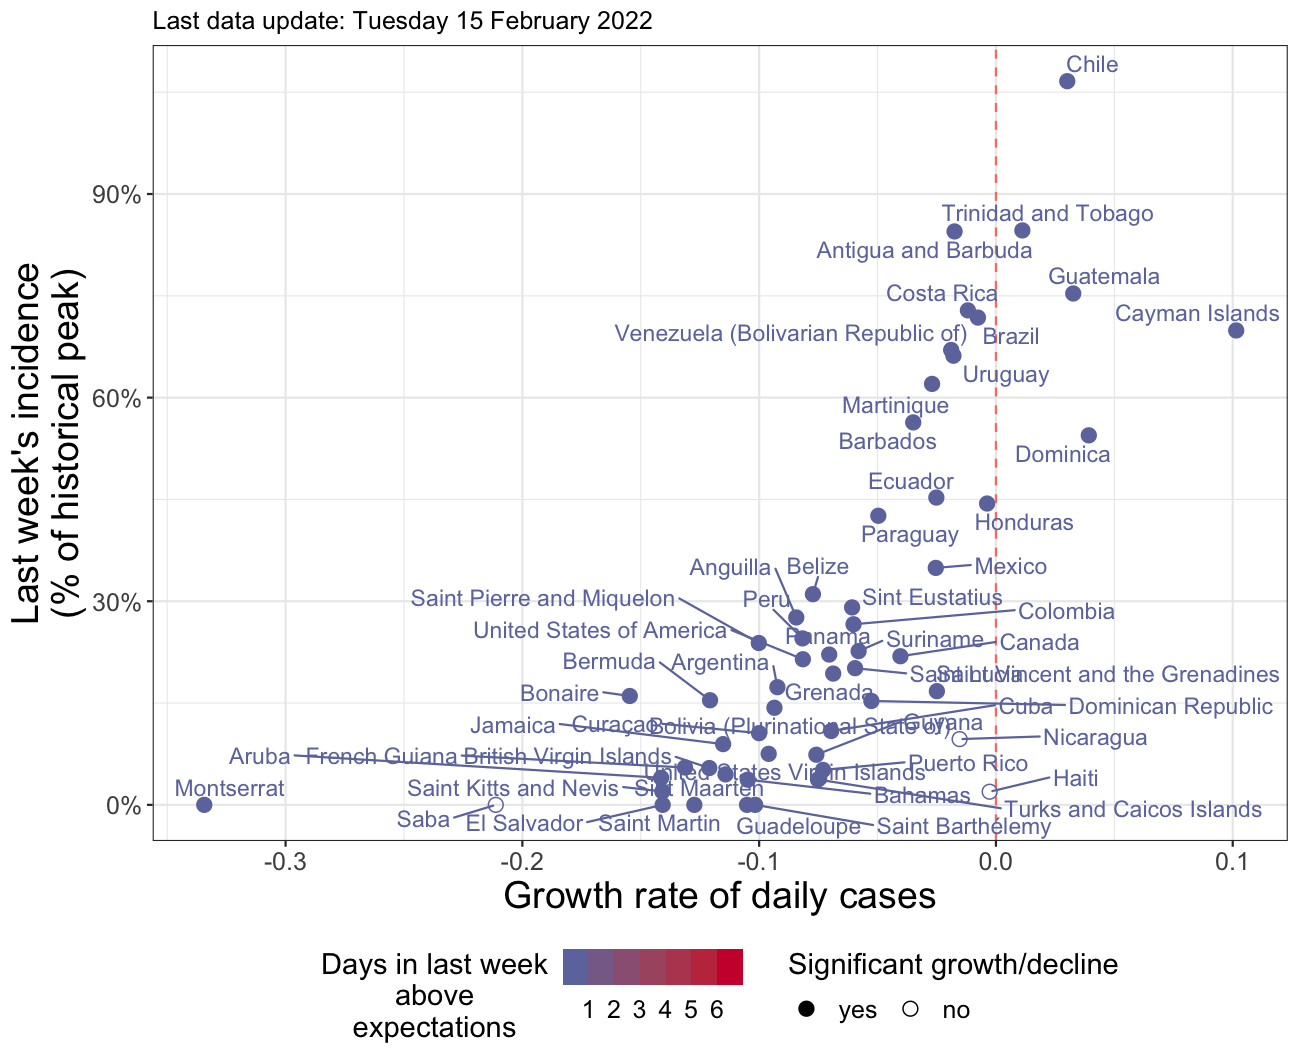 Last data update: Tuesday 15 February 2022
Chile
90%
Trinidad and Tobago
Antigua and Barbuda
Guatemala
Costa Rica
Cayman Islands
Venezuela (Bolivarian Republic of)
Brazil
Uruguay
60%
Martinique
Barbados
Dominica
Ecuador
Honduras
Paraguay
Anguilla
Belize
Mexico
30%
Saint Pierre and Miquelon
Peru
Sint Eustatius
Colombia
United States of America
Panama
Suriname
Canada
Bermuda
Argentina
Saint Lucia
Saint Vincent and the Grenadines
Bonaire
Grenada
Cuba
Dominican Republic
Jamaica
Curaçao
Bolivia (Plurinational State of)
Guyana
Nicaragua
Aruba
French Guiana
British Virgin Islands
United States Virgin Islands
Puerto Rico
Haiti
Montserrat
Saint Kitts and Nevis
Sint Maarten
Bahamas
0%
Turks and Caicos Islands
Saba
El Salvador
Saint Martin
Guadeloupe
Saint Barthélemy
Last week's incidence
(% of historical peak)
-0.3
-0.2
-0.1
0.0
0.1
Growth rate of daily cases
Days in last week
above
expectations
1 2 3 4 5 6
Significant growth/decline
yes
no